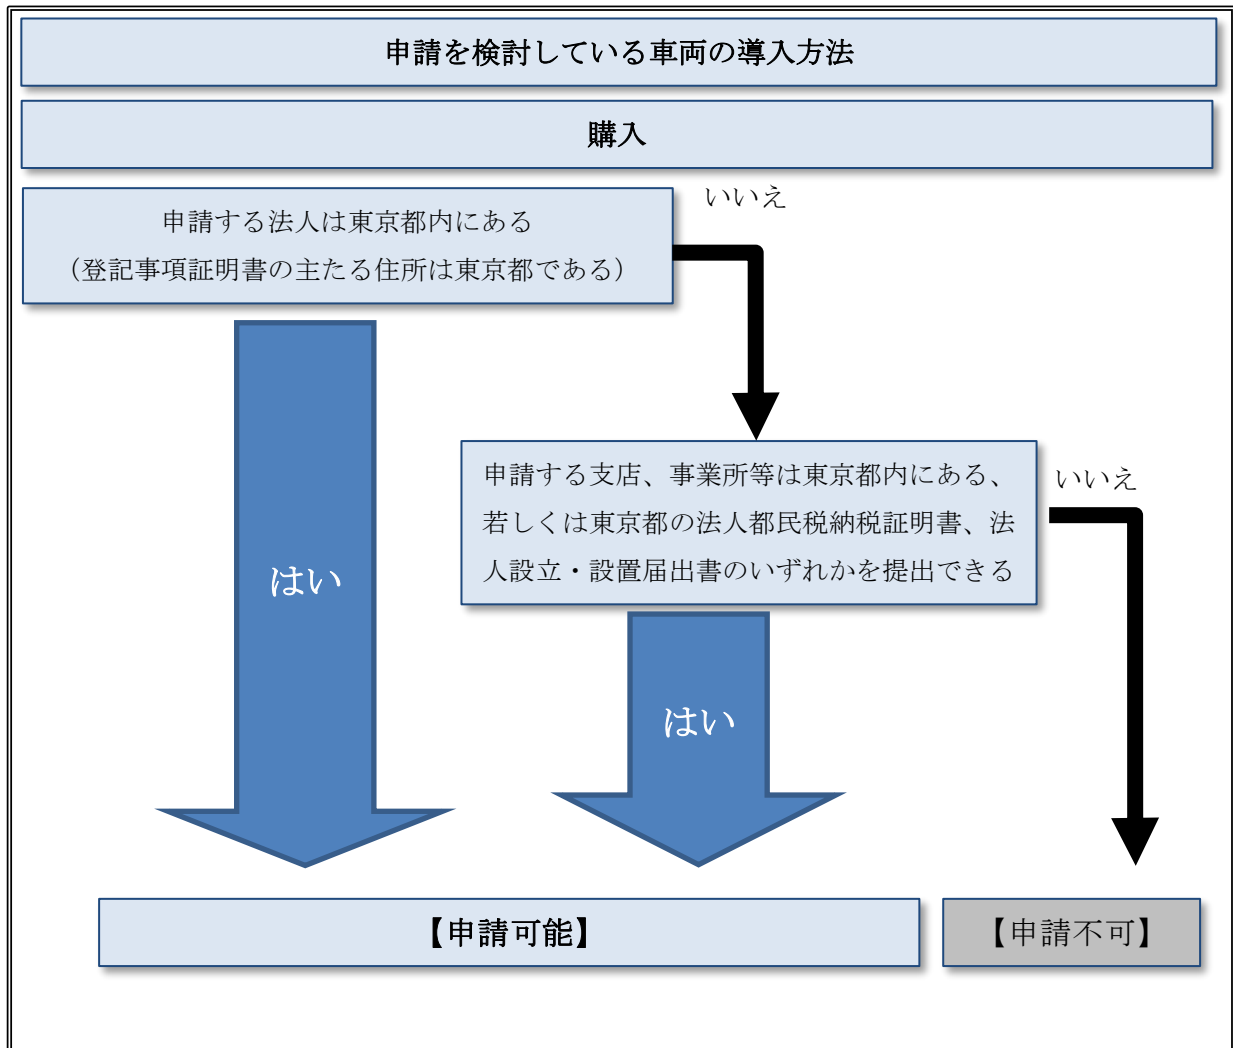 申請を検討している車両の導入方法
購入
申請する法人は東京都内にある
（登記事項証明書の主たる住所は東京都である）
いいえ
申請する支店、事業所等は東京都内にある、
若しくは東京都の法人都民税納税証明書、法
人設立・設置届出書のいずれかを提出できる
いいえ
はい
はい
【申請可能】
【申請不可】